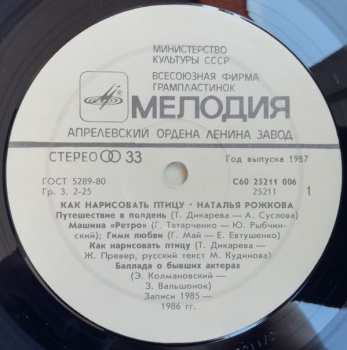 МИНИСТЕРСТВО
КУЛЬТУРЫ СССР
ВСЕСОЮЗНАЯ ФИРМА
ГРАМПЛАСТИНОК
МЕЛОДИЯ
АПРЕЛЕВСКИЙ ОРДЕНА ЛЕНИНА ЗАВОД
СТЕРЕО 33
Год выпуска 1987
ГОСТ 5289-80
Гр. 3, 2-25
С60 25211 006
25211
1
КАК НАРИСОВАТЬ ПТИЦУ · НАТАЛЬЯ РОЖКОВА
Путешествие в полдень (Т. Дикарева — А. Суслова)
Машина «Ретро» (Г. Татарченко — Ю. Рыбчин-
ский); Гимн любви (Г. Май — Е. Евтушенко)
Как нарисовать птицу (Т. Дикарева —
Ж. Превер, русский текст М. Кудинова)
Баллада о бывших актерах
(Э. Колмановский —
З. Вальшонок)
Записи 1985 —
1986 гг.